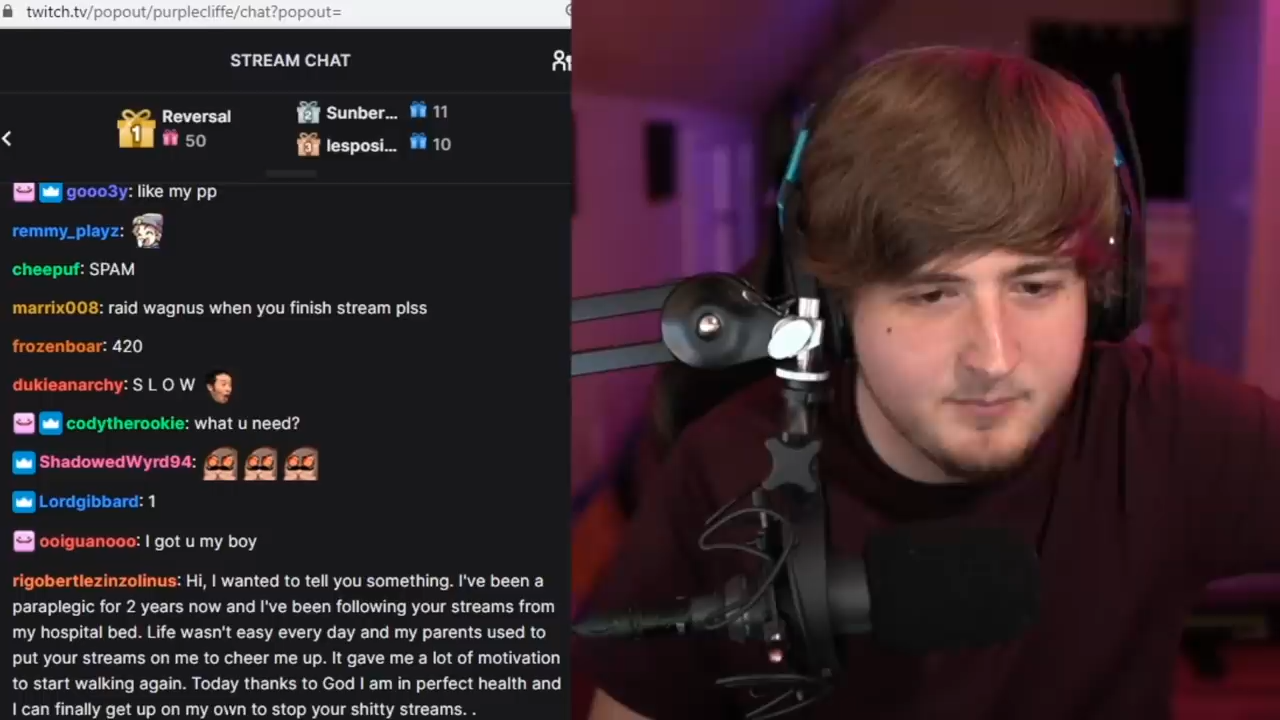 twitch.tv/popout/purplecliffe/chat?popout=
STREAM CHAT
1 Reversal 50
2 Sunber... 11
3 lesposi... 10
gooo3y: like my pp
remmy_playz:
cheepuf: SPAM
marrix008: raid wagnus when you finish stream plss
frozenboar: 420
dukieanarchy: S L O W
codytherookie: what u need?
ShadowedWyrd94:
Lordgibbard: 1
ooiguanooo: I got u my boy
rigobertlezinzolinus: Hi, I wanted to tell you something. I've been a
paraplegic for 2 years now and I've been following your streams from
my hospital bed. Life wasn't easy every day and my parents used to
put your streams on me to cheer me up. It gave me a lot of motivation
to start walking again. Today thanks to God I am in perfect health and
I can finally get up on my ovn to stop your shitty streams. .